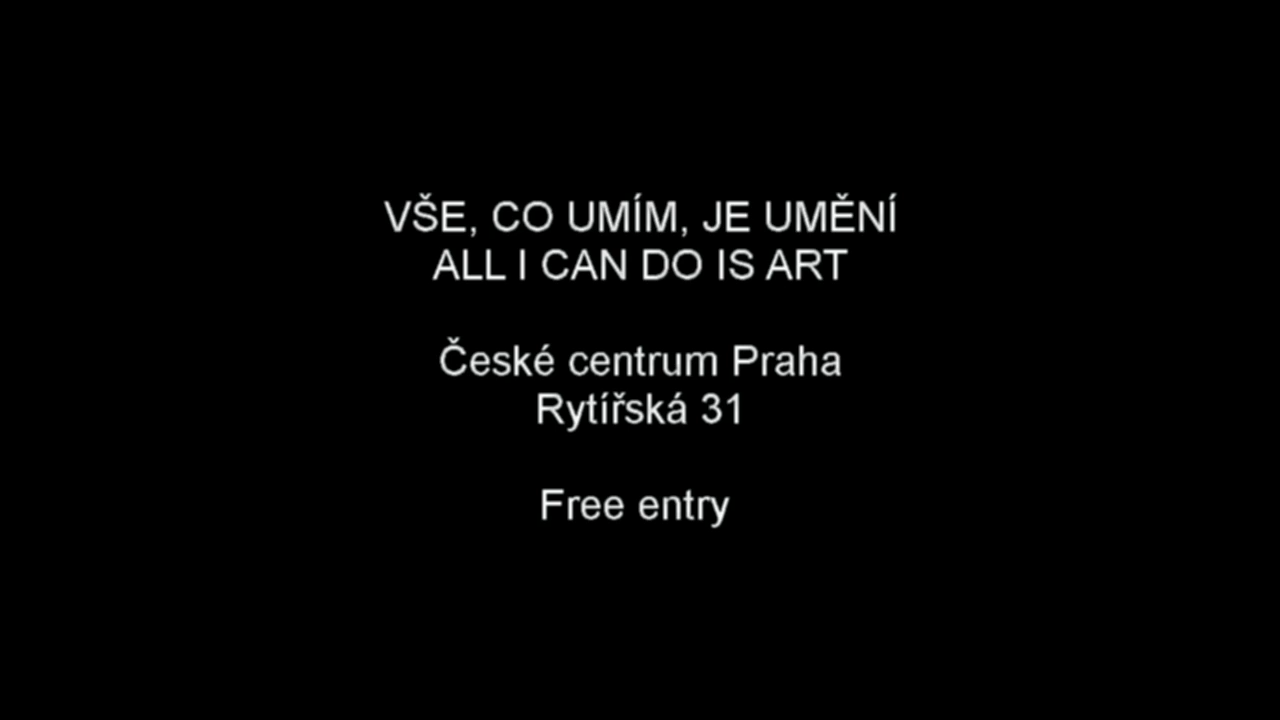 VŠE, CO UMÍM, JE UMĚNÍ
ALL I CAN DO IS ART
České centrum Praha
Rytířská 31
Free entry